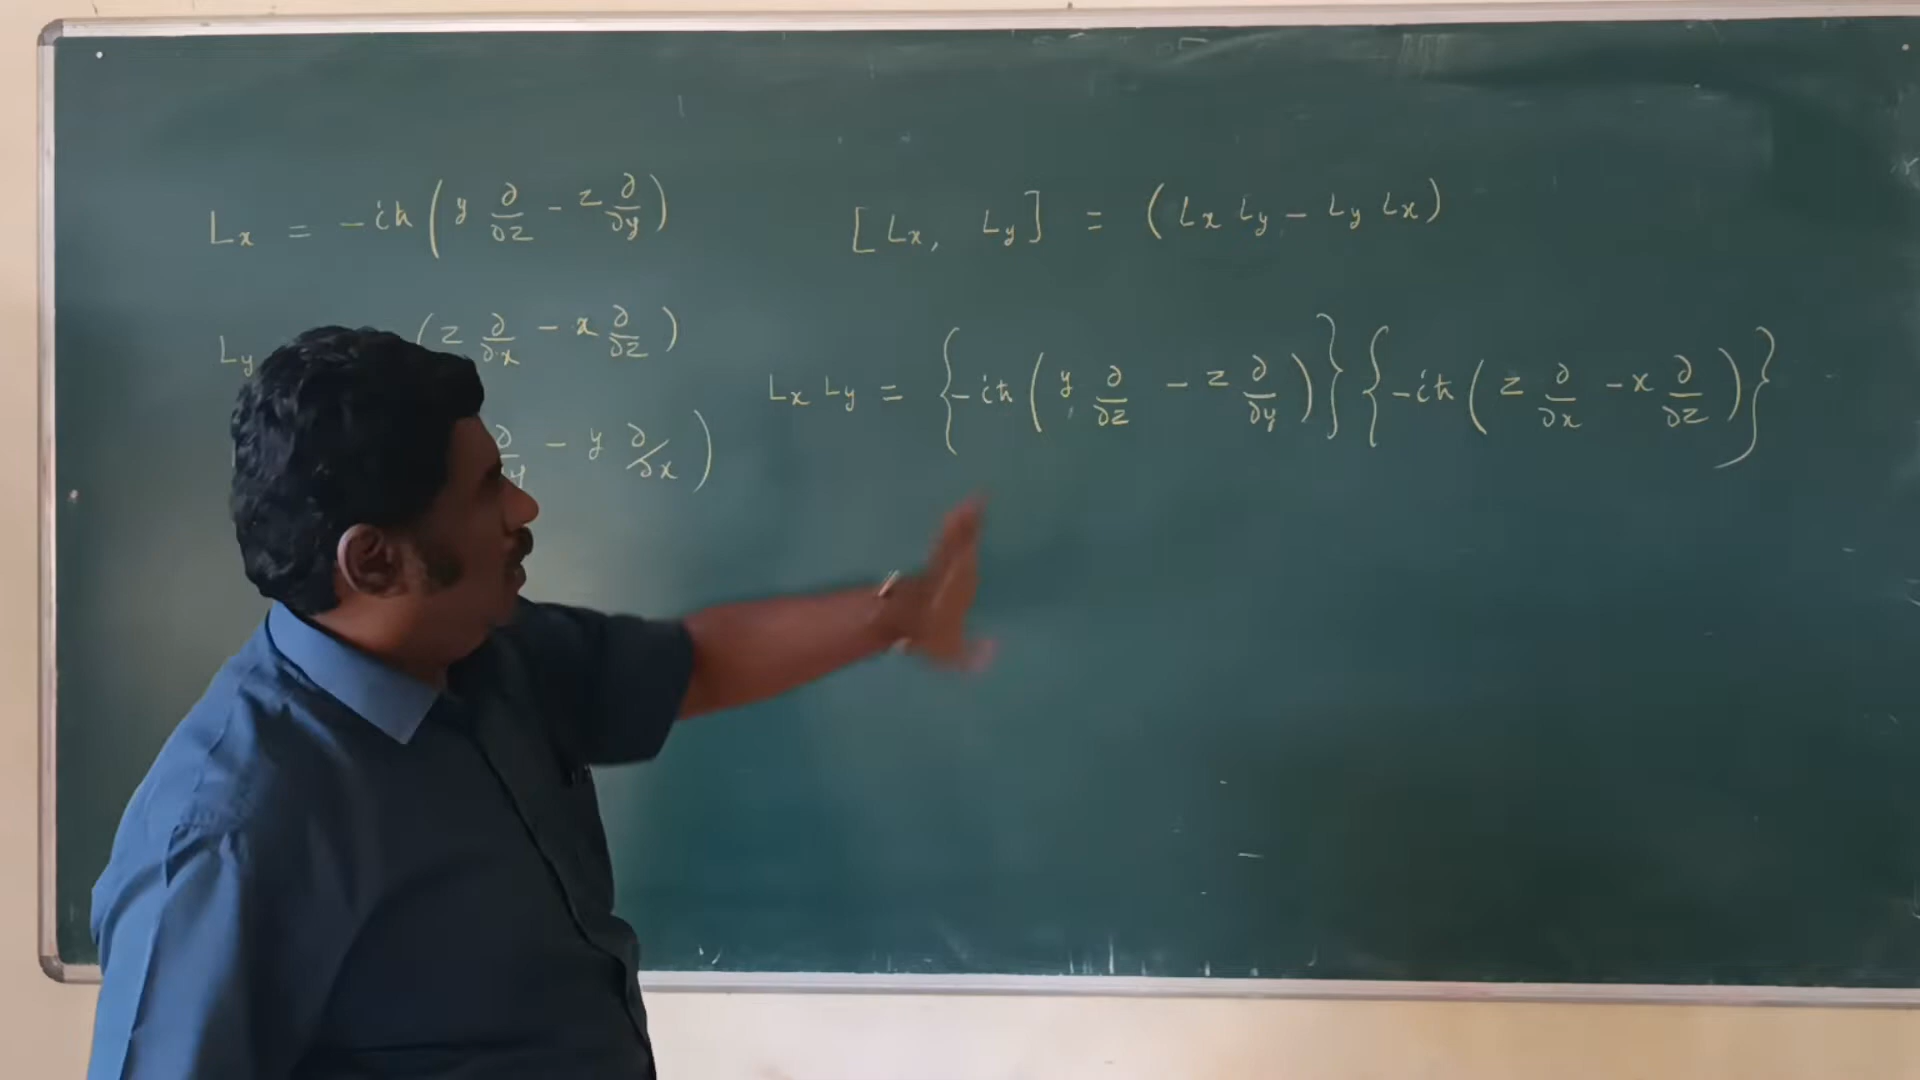 Lx = -iħ(y ∂/∂z - z ∂/∂y)
Ly (z ∂/∂x - x ∂/∂z)
∂/∂y - y ∂/∂x)
[Lx, Ly] = (Lx Ly - Ly Lx)
Lx Ly = {-iħ(y ∂/∂z - z ∂/∂y)}{-iħ(z ∂/∂x - x ∂/∂z)}